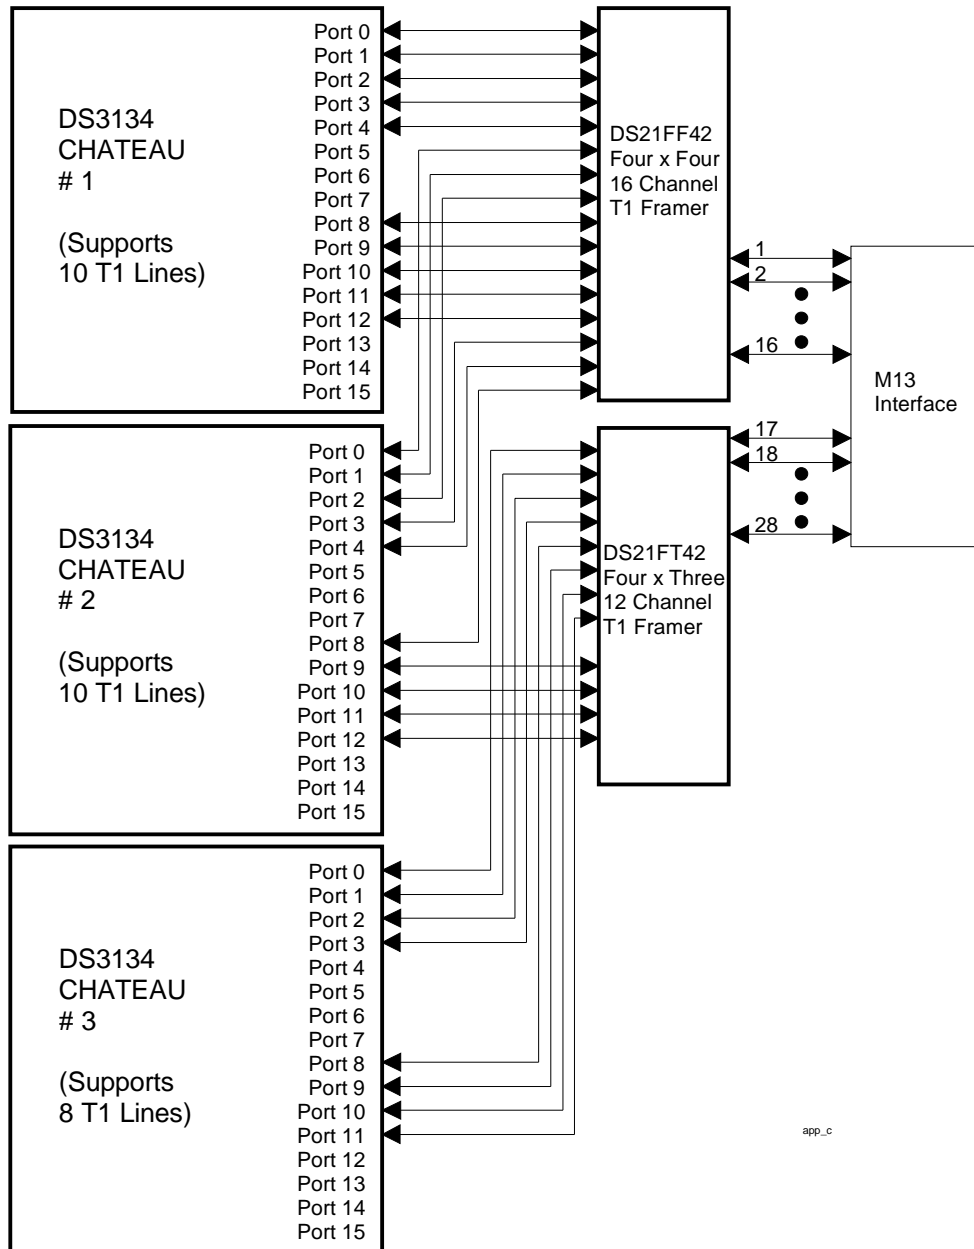 DS3134
CHATEAU
# 1
(Supports
10 T1 Lines)
Port 0
Port 1
Port 2
Port 3
Port 4
Port 5
Port 6
Port 7
Port 8
Port 9
Port 10
Port 11
Port 12
Port 13
Port 14
Port 15
DS21FF42
Four x Four
16 Channel
T1 Framer
1
2
16
M13
Interface
17
18
28
DS3134
CHATEAU
# 2
(Supports
10 T1 Lines)
Port 0
Port 1
Port 2
Port 3
Port 4
Port 5
Port 6
Port 7
Port 8
Port 9
Port 10
Port 11
Port 12
Port 13
Port 14
Port 15
DS21FT42
Four x Three
12 Channel
T1 Framer
DS3134
CHATEAU
# 3
(Supports
8 T1 Lines)
Port 0
Port 1
Port 2
Port 3
Port 4
Port 5
Port 6
Port 7
Port 8
Port 9
Port 10
Port 11
Port 12
Port 13
Port 14
Port 15
app_c